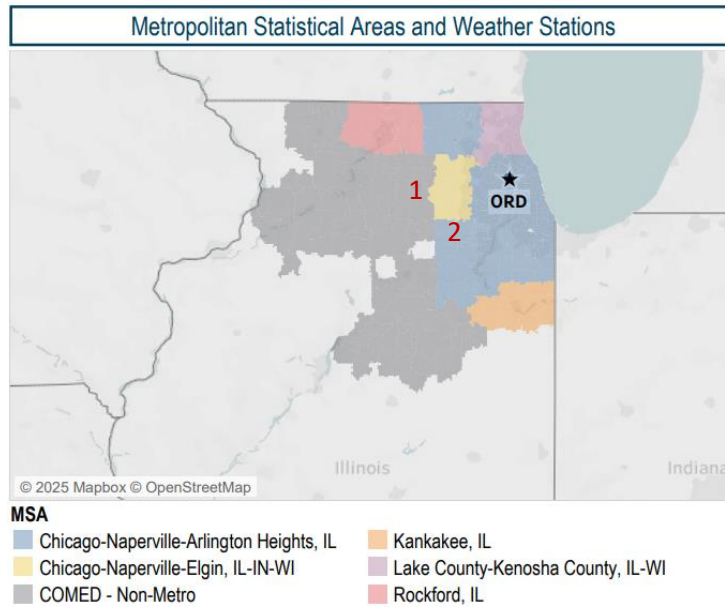 Metropolitan Statistical Areas and Weather Stations
ORD
1
2
Illinois
Indiana
© 2025 Mapbox © OpenStreetMap
MSA
Chicago-Naperville-Arlington Heights, IL
Kankakee, IL
Chicago-Naperville-Elgin, IL-IN-WI
Lake County-Kenosha County, IL-WI
COMED - Non-Metro
Rockford, IL